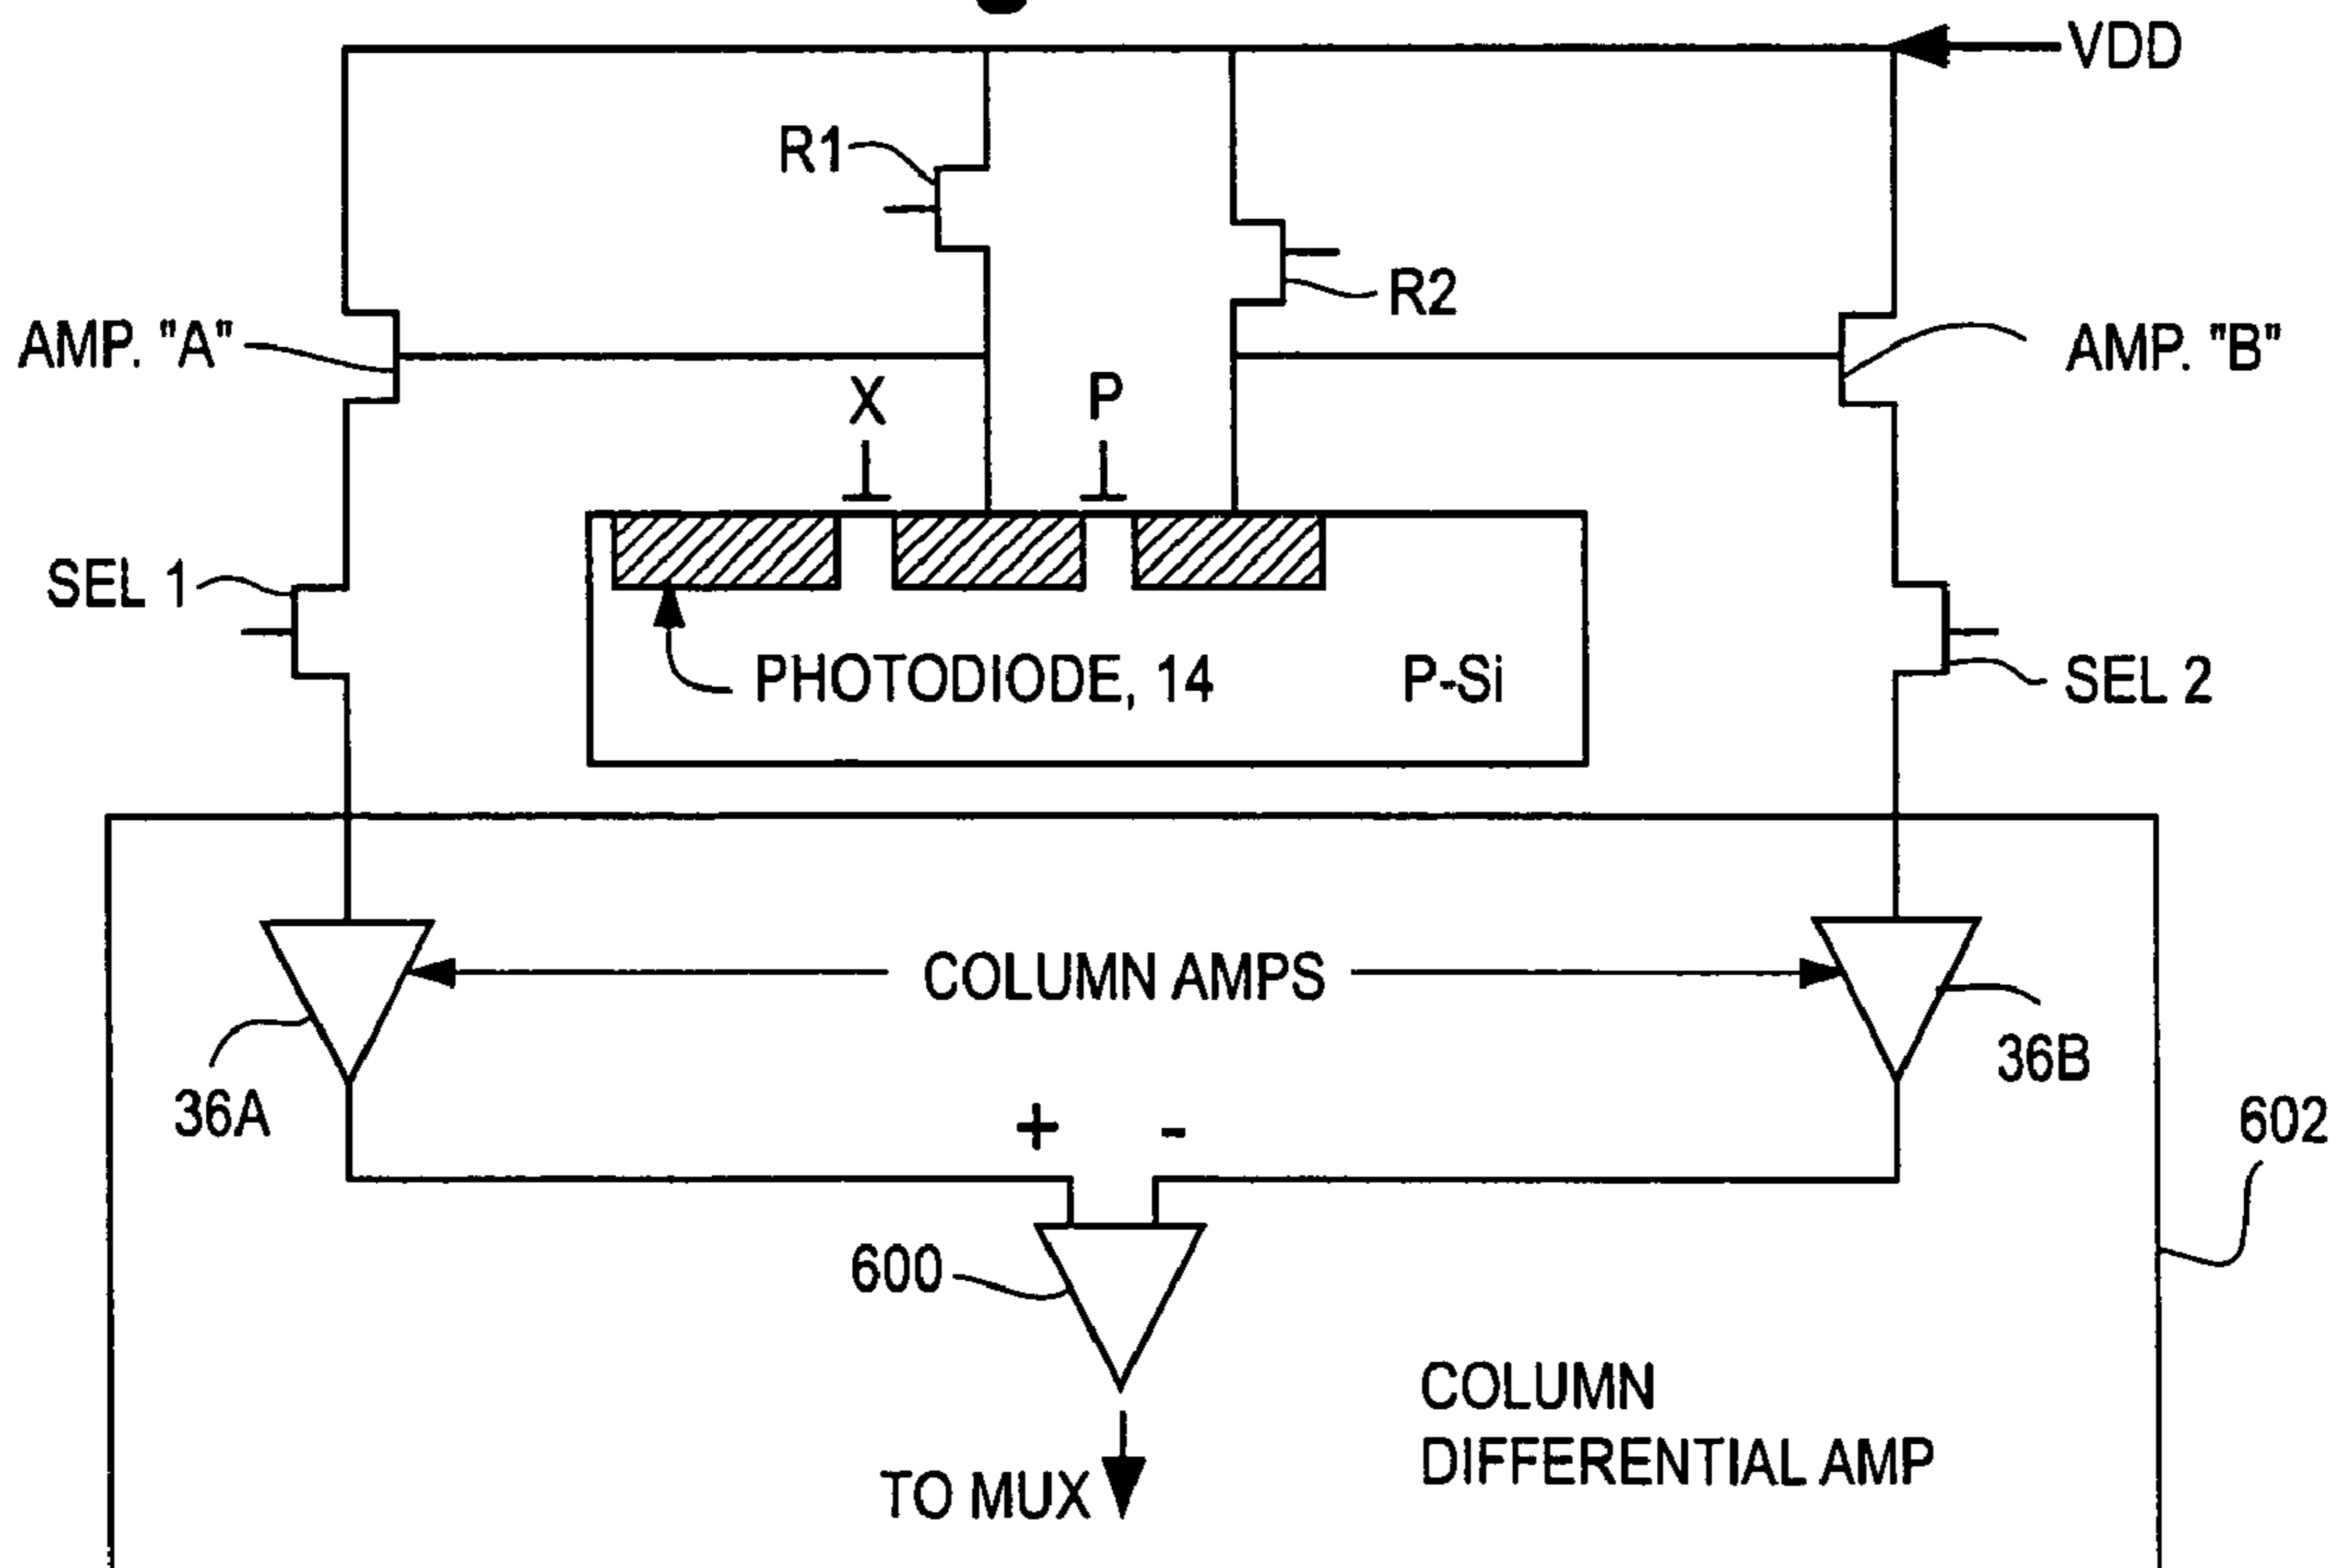 VDD
R1
R2
AMP. "A"
AMP. "B"
X
P
SEL 1
PHOTODIODE, 14
P-Si
SEL 2
COLUMN AMPS
36A
36B
+
-
602
600
COLUMN
DIFFERENTIAL AMP
TO MUX